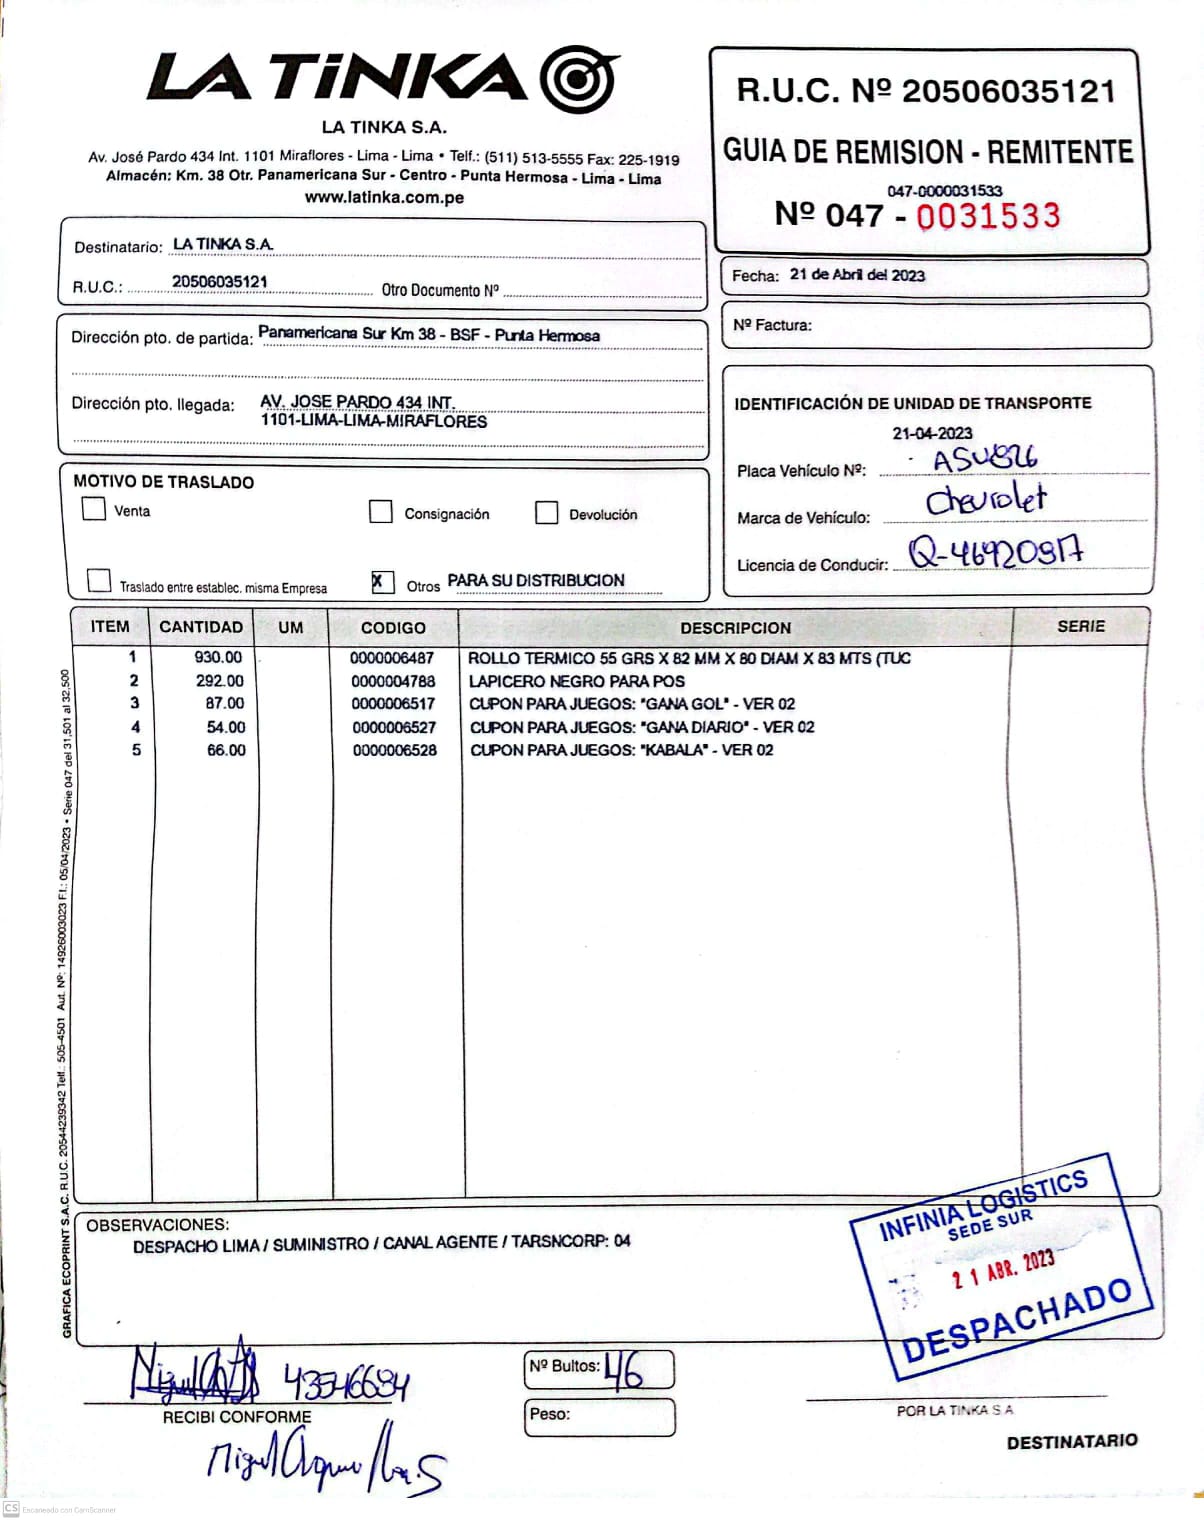 LA TiNKA
LA TINKA S.A.
Av. José Pardo 434 Int. 1101 Miraflores - Lima - Lima • Telf.: (511) 513-5555 Fax: 225-1919
Almacén: Km. 38 Otr. Panamericana Sur - Centro - Punta Hermosa - Lima - Lima
www.latinka.com.pe
R.U.C. Nº 20506035121
GUIA DE REMISION - REMITENTE
047-0000031533
Nº 047 - 0031533
Destinatario: LA TINKA S.A.
R.U.C.: 20506035121 Otro Documento Nº
Fecha: 21 de Abril del 2023
Nº Factura:
Dirección pto. de partida: Panamericana Sur Km 38 - BSF - Punta Hermosa
Dirección pto. llegada: AV. JOSE PARDO 434 INT.
1101-LIMA-LIMA-MIRAFLORES
IDENTIFICACIÓN DE UNIDAD DE TRANSPORTE
21-04-2023
Placa Vehículo Nº: ASU826
Marca de Vehículo: Chevrolet
Licencia de Conducir: Q-46920917
MOTIVO DE TRASLADO
Venta Consignación Devolución
Traslado entre establec. misma Empresa X Otros PARA SU DISTRIBUCION
ITEM CANTIDAD UM CODIGO DESCRIPCION SERIE
1 930.00 0000006487 ROLLO TERMICO 55 GRS X 82 MM X 80 DIAM X 83 MTS (TUC
2 292.00 0000004788 LAPICERO NEGRO PARA POS
3 87.00 0000006517 CUPON PARA JUEGOS: "GANA GOL" - VER 02
4 54.00 0000006527 CUPON PARA JUEGOS: "GANA DIARIO" - VER 02
5 66.00 0000006528 CUPON PARA JUEGOS: "KABALA" - VER 02
GRAFICA ECOPRINT S.A.C. R.U.C. 20544239342 Telf.: 505-4501 Aut. Nº: 14926003023 F.I.: 05/04/2023 • Serie 047 del 31,501 al 32,500
OBSERVACIONES:
DESPACHO LIMA / SUMINISTRO / CANAL AGENTE / TARSNCORP: 04
INFINIA LOGISTICS
SEDE SUR
21 ABR. 2023
DESPACHADO
Miguel 43546684
RECIBI CONFORME
Miguel
Nº Bultos: 46
Peso:
POR LA TINKA S.A
DESTINATARIO
CS Escaneado con CamScanner